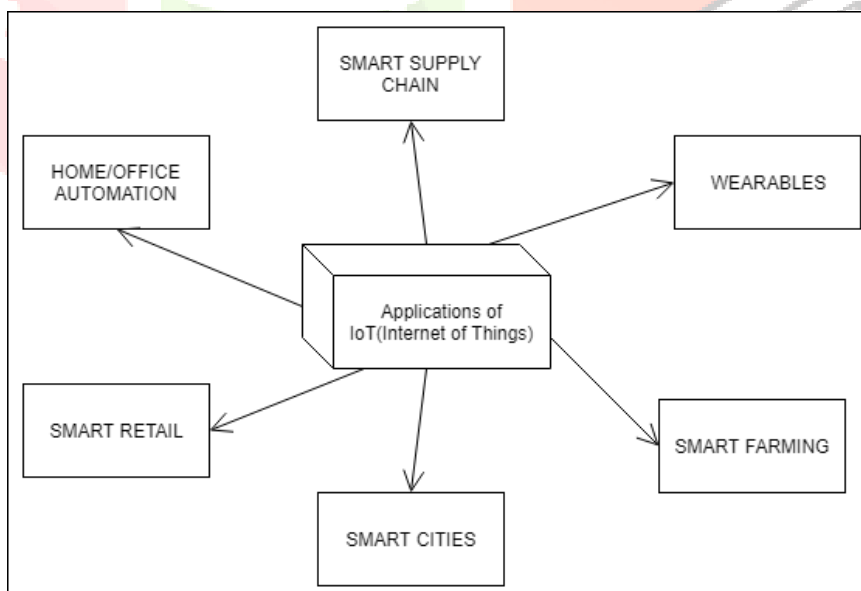 SMART SUPPLY
CHAIN
HOME/OFFICE
AUTOMATION
WEARABLES
Applications of
IoT(Internet of Things)
SMART RETAIL
SMART FARMING
SMART CITIES